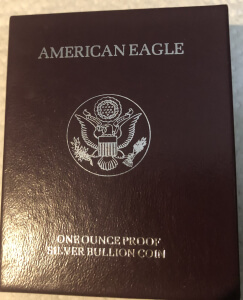 AMERICAN EAGLE
ONE OUNCE PROOF
SILVER BULLION COIN